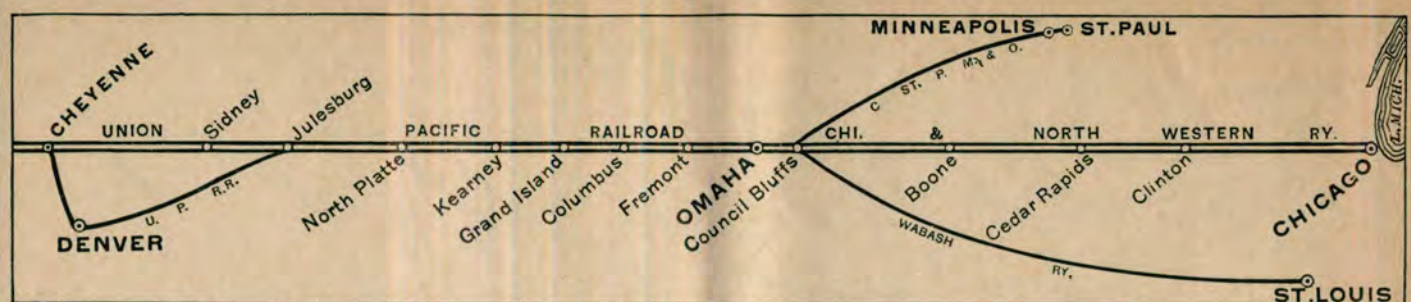 MINNEAPOLIS ST. PAUL
C. ST. P. M. & O.
CHEYENNE
Sidney
Julesburg
UNION PACIFIC RAILROAD
CHI. & NORTH WESTERN RY.
L. MICH.
U. P. R.R.
DENVER
North Platte
Kearney
Grand Island
Columbus
Fremont
OMAHA
Council Bluffs
Boone
Cedar Rapids
Clinton
CHICAGO
WABASH RY.
ST. LOUIS